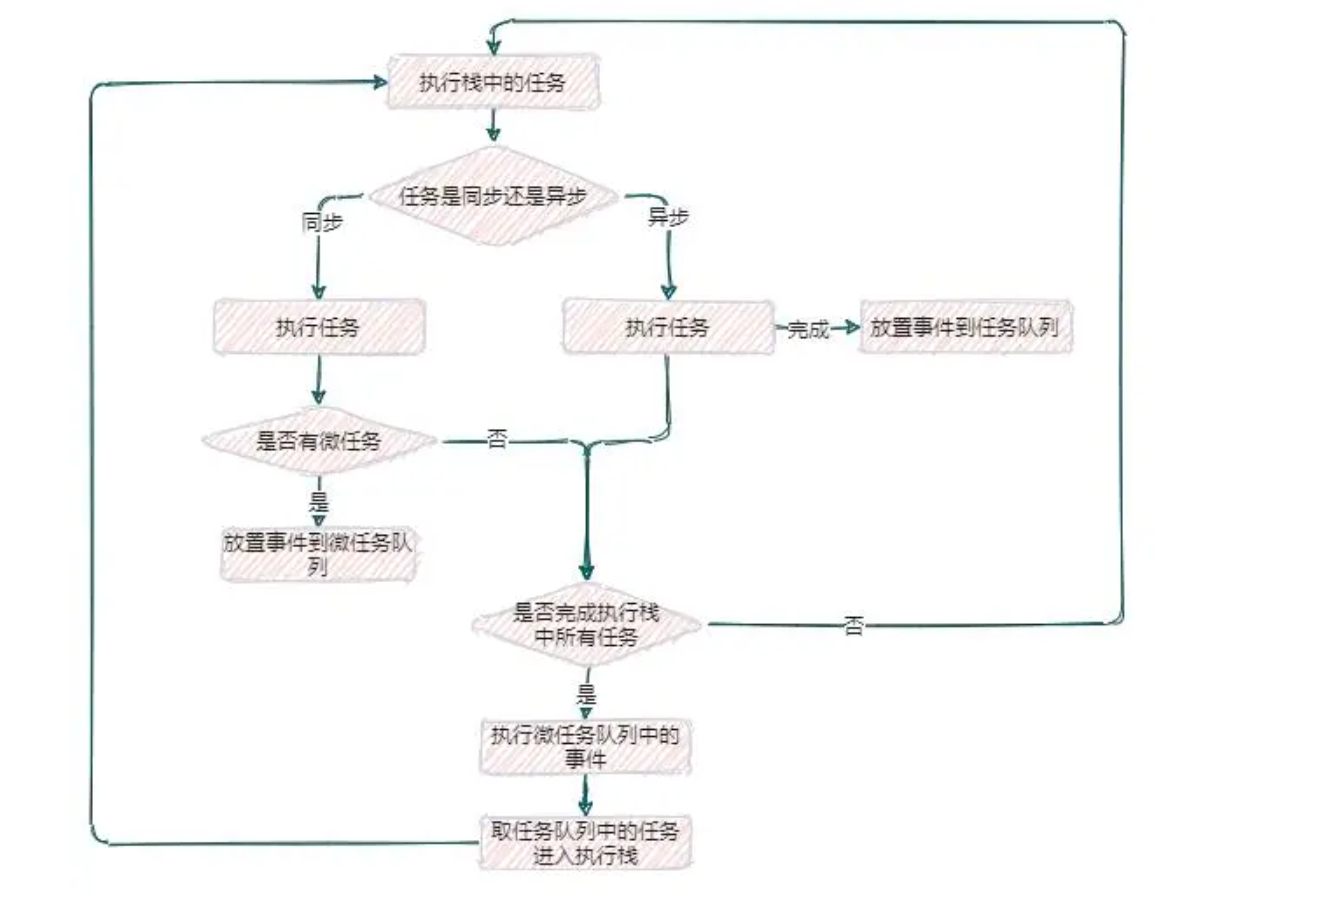 执行栈中的任务
任务是同步还是异步
同步
异步
执行任务
执行任务
完成
放置事件到任务队列
是否有微任务
否
是
放置事件到微任务队
列
是否完成执行栈
中所有任务
否
是
执行微任务队列中的
事件
取任务队列中的任务
进入执行栈